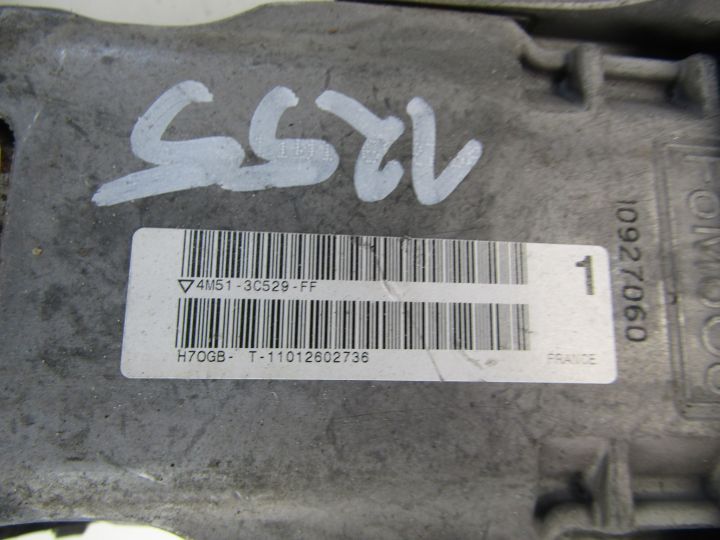 1255
4M51-3C529-FF
H7OGB- T-11012602736
FRANCE
1
10927060